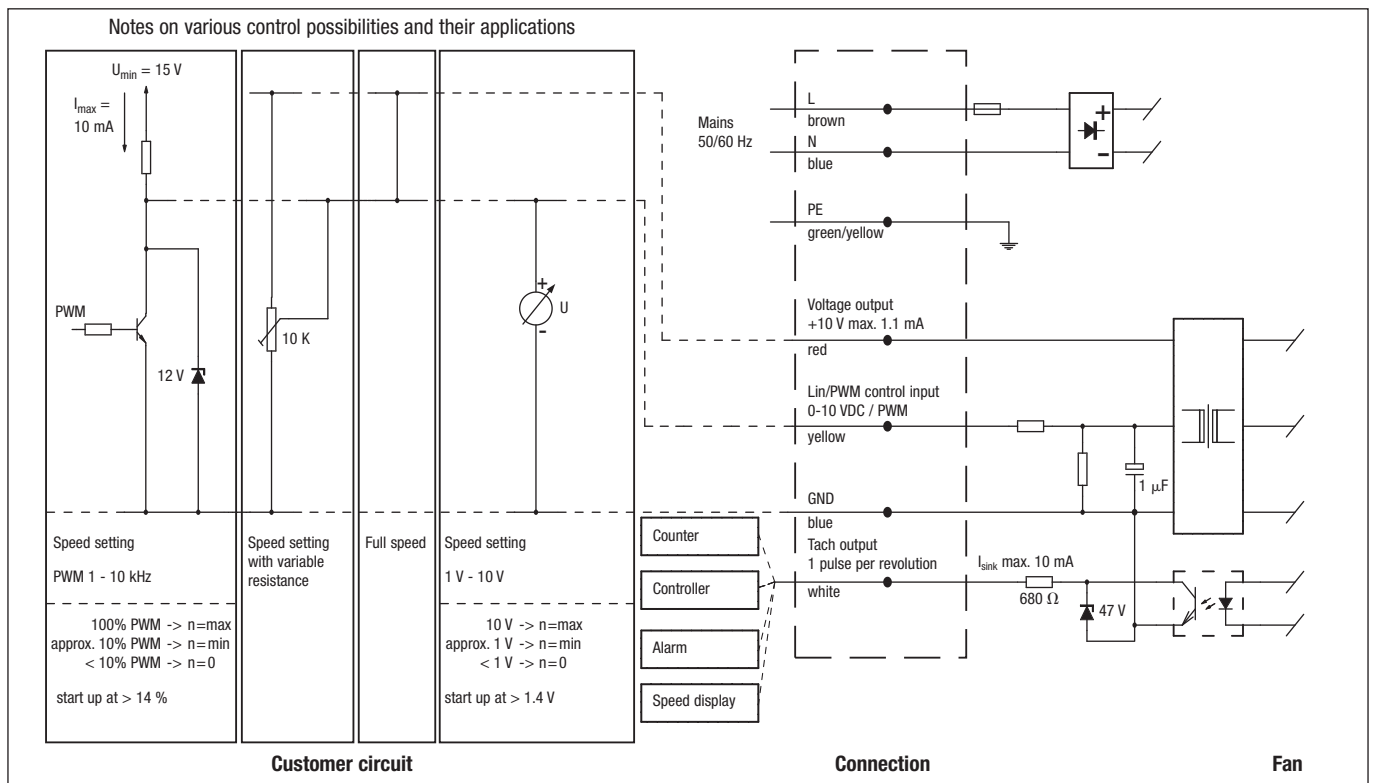 Notes on various control possibilities and their applications
Umin = 15 V
Imax =
10 mA
PWM
12 V
10 K
+
U
-
Speed setting
PWM 1 - 10 kHz
100% PWM -> n=max
approx. 10% PWM -> n=min
< 10% PWM -> n=0
start up at > 14 %
Speed setting
with variable
resistance
Full speed
Speed setting
1 V - 10 V
10 V -> n=max
approx. 1 V -> n=min
< 1 V -> n=0
start up at > 1.4 V
Counter
Controller
Alarm
Speed display
Mains
50/60 Hz
L
brown
N
blue
+
-
PE
green/yellow
Voltage output
+10 V max. 1.1 mA
red
Lin/PWM control input
0-10 VDC / PWM
yellow
1 µF
GND
blue
Tach output
1 pulse per revolution
white
Isink max. 10 mA
680 Ω
47 V
Customer circuit
Connection
Fan